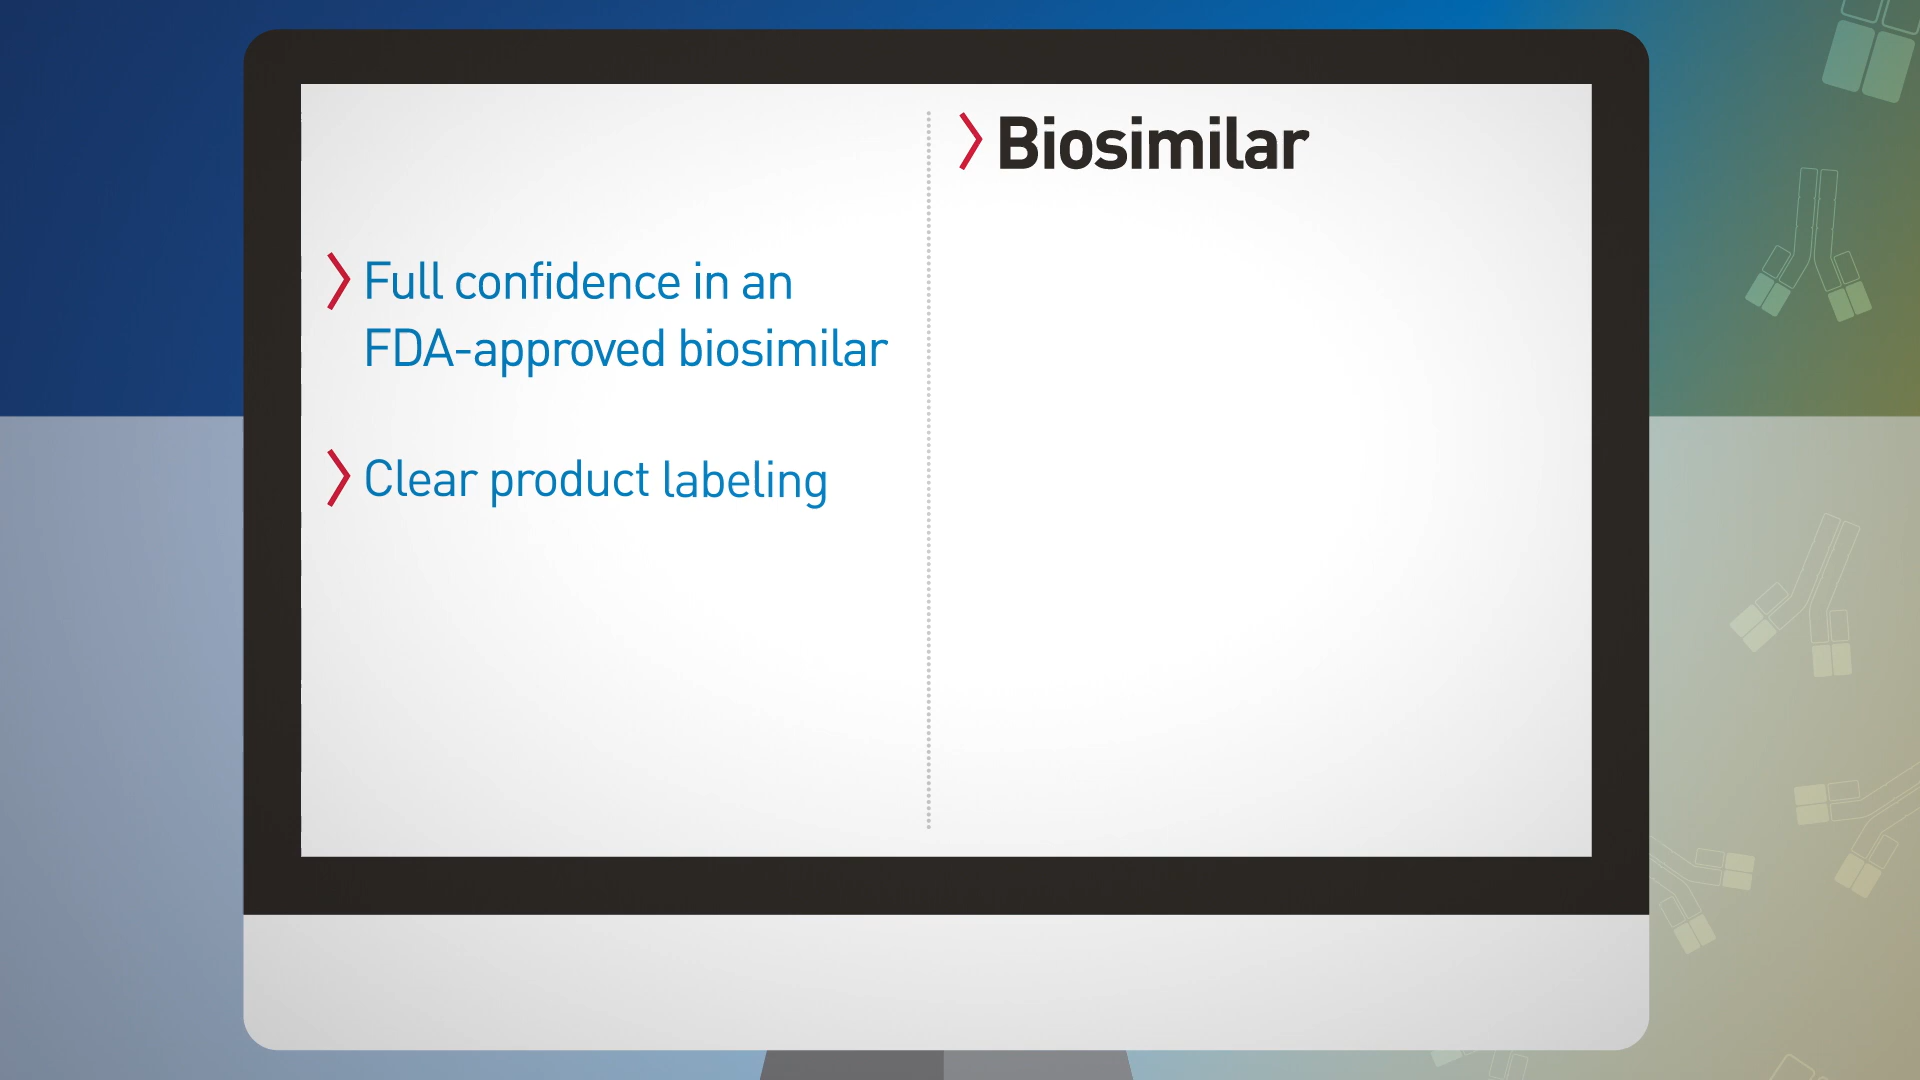 Full confidence in an
FDA-approved biosimilar
Clear product labeling
Biosimilar